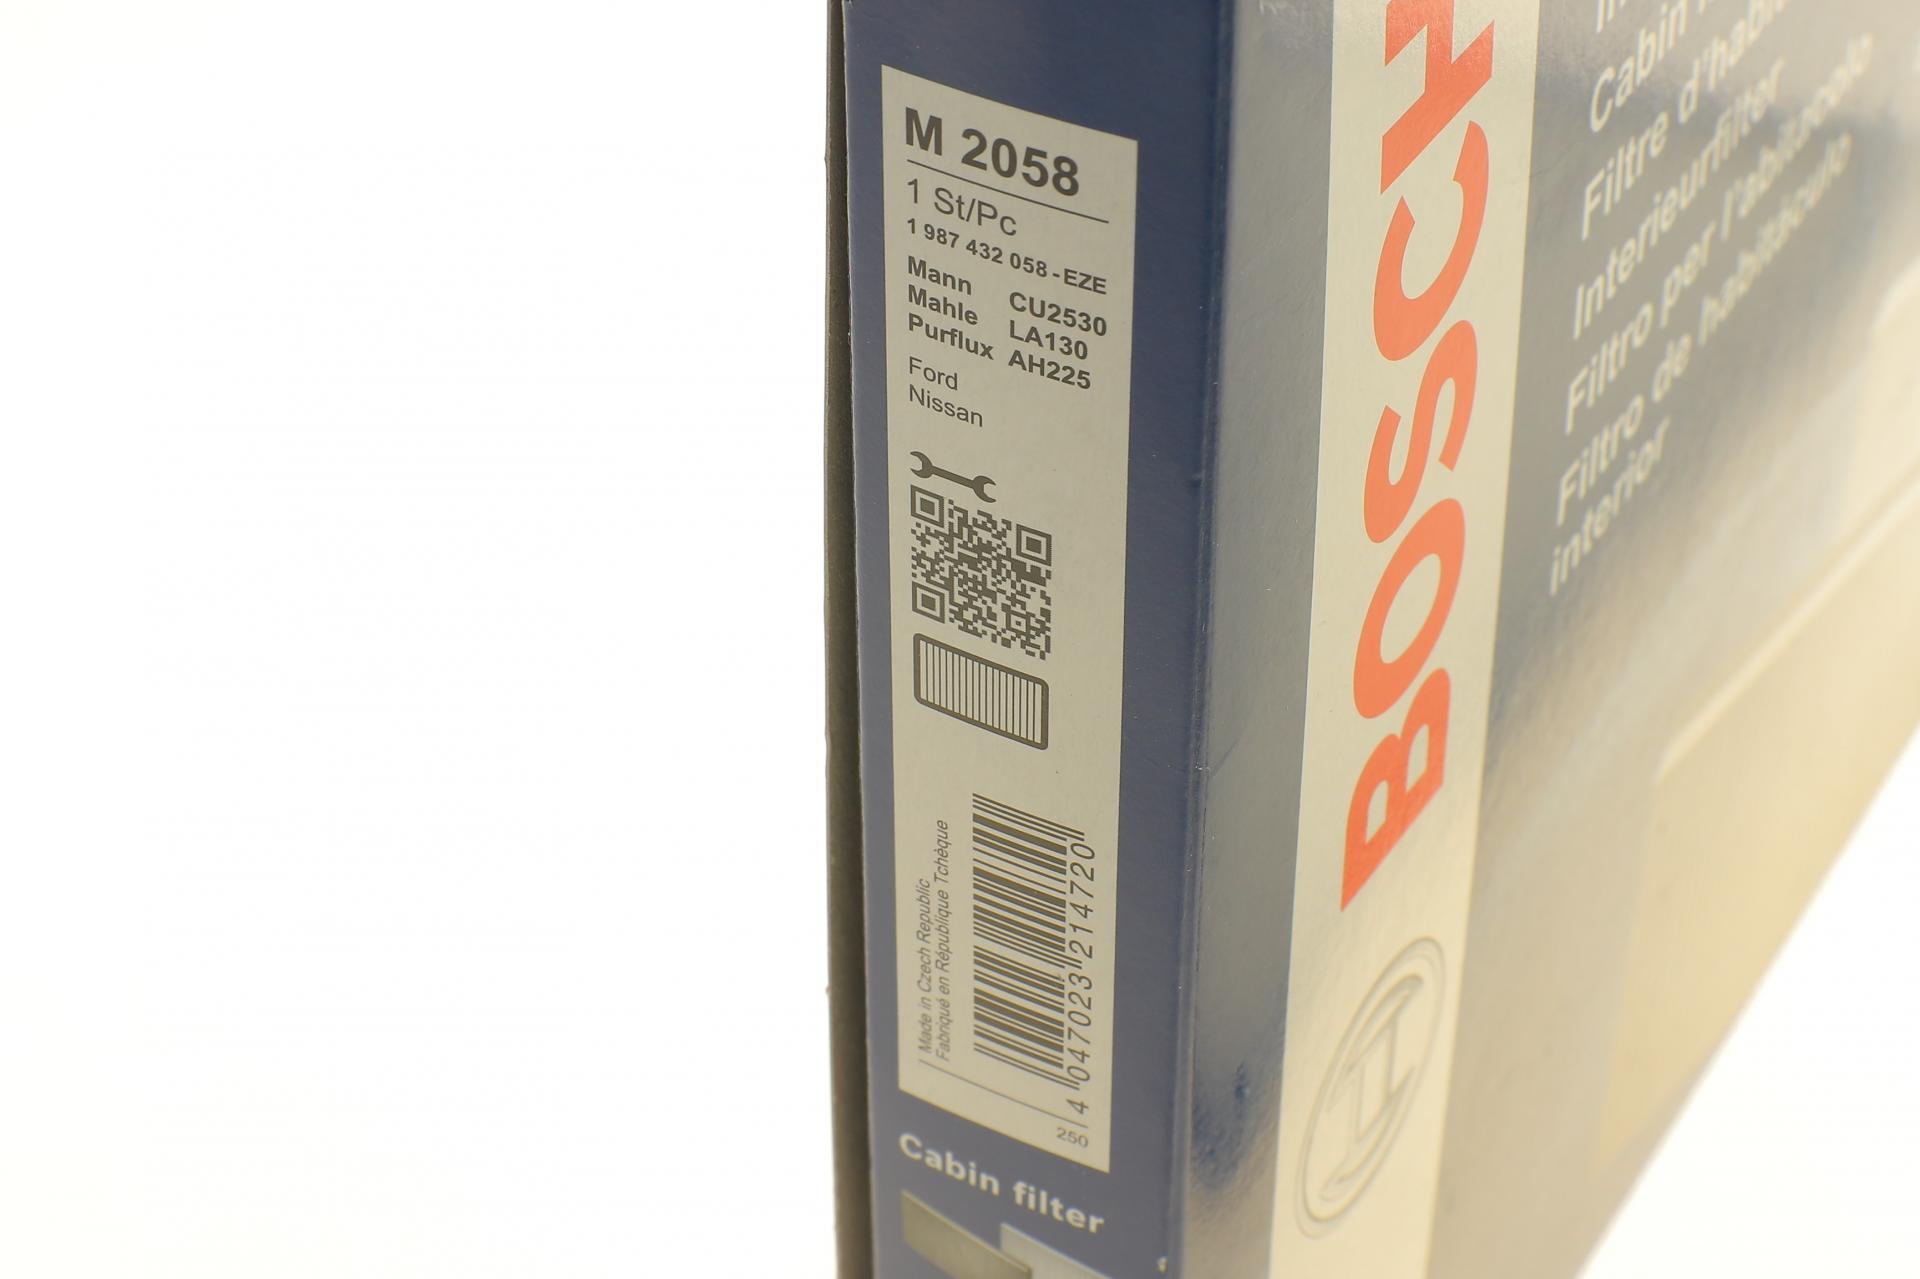 M 2058
1 St/Pc
1 987 432 058-EZE
Mann CU2530
Mahle LA130
Purflux AH225
Ford
Nissan
Made in Czech Republic
Fabriqué en République Tchèque
4 047023 214720
250
Cabin filter
BOSCH
Cabin
Filtre d'habit
Interieurfilter
Filtro per l'abitacolo
Filtro de habitáculo
interior